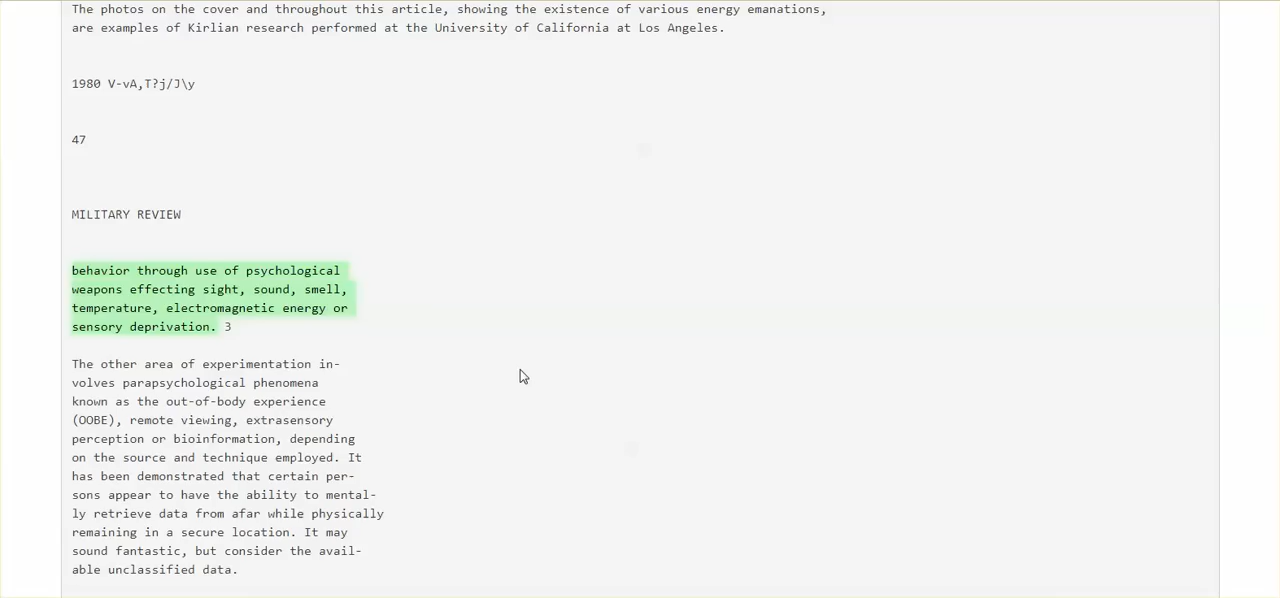 The photos on the cover and throughout this article, showing the existence of various energy emanations,
are examples of Kirlian research performed at the University of California at Los Angeles.
1980 V-vA,T?j/J\y
47
MILITARY REVIEW
behavior through use of psychological
weapons effecting sight, sound, smell,
temperature, electromagnetic energy or
sensory deprivation. 3
The other area of experimentation in-
volves parapsychological phenomena
known as the out-of-body experience
(OOBE), remote viewing, extrasensory
perception or bioinformation, depending
on the source and technique employed. It
has been demonstrated that certain per-
sons appear to have the ability to mental-
ly retrieve data from afar while physically
remaining in a secure location. It may
sound fantastic, but consider the avail-
able unclassified data.